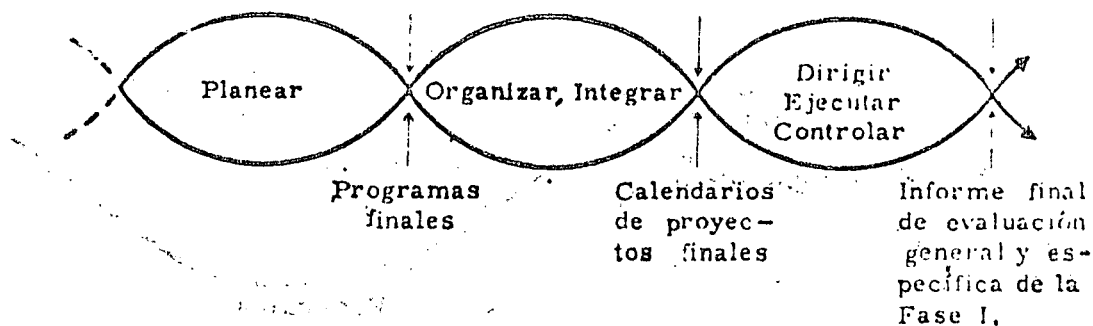 Planear
Organizar, Integrar
Dirigir
Ejecutar
Controlar
Programas
finales
Calendarios
de proyec-
tos finales
Informe final
de evaluación
general y es-
pecífica de la
Fase I.